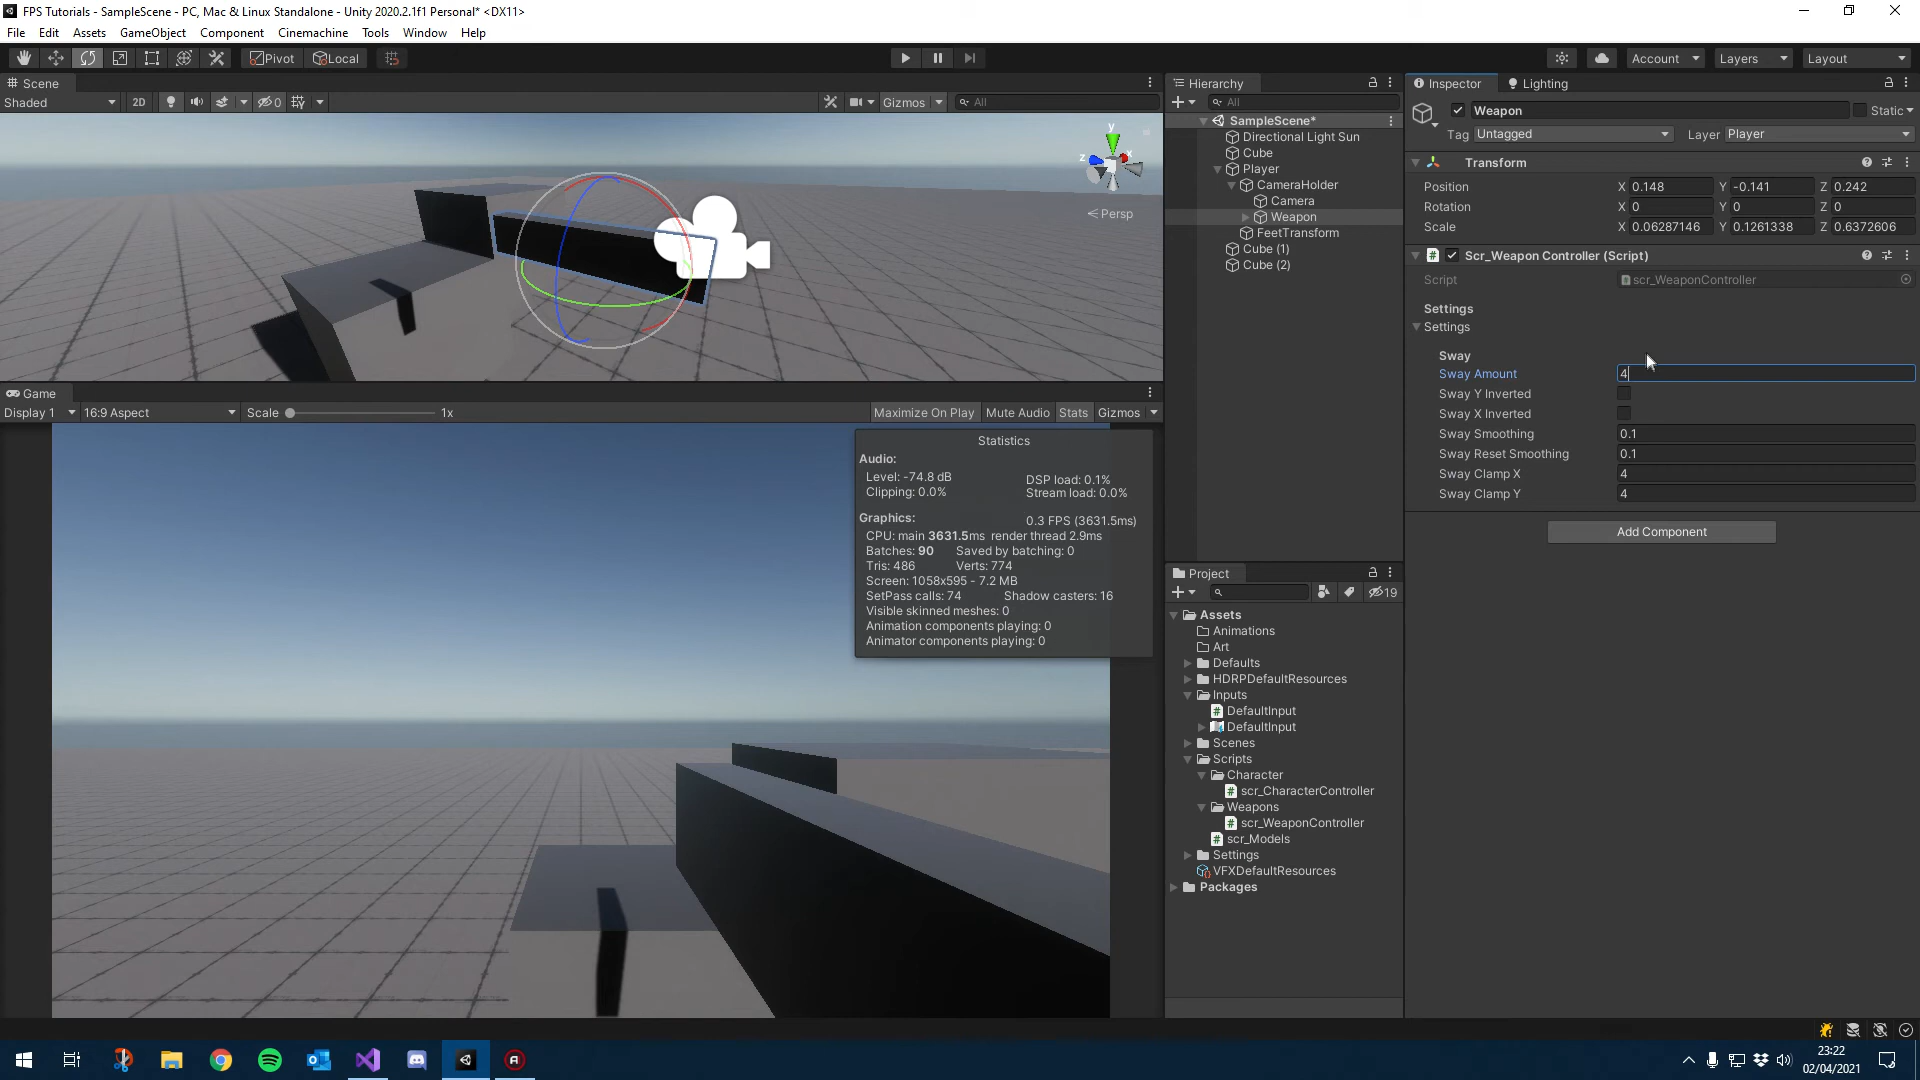 FPS Tutorials - SampleScene - PC, Mac & Linux Standalone - Unity 2020.2.1f1 Personal* <DX11>
File Edit Assets GameObject Component Cinemachine Tools Window Help
Pivot Local
Account Layers Layout
Scene
Shaded 2D 0 Gizmos All
y
z x
Persp
Game
Display 1 16:9 Aspect Scale 1x Maximize On Play Mute Audio Stats Gizmos
Statistics
Audio:
Level: -74.8 dB DSP load: 0.1%
Clipping: 0.0% Stream load: 0.0%
Graphics: 0.3 FPS (3631.5ms)
CPU: main 3631.5ms render thread 2.9ms
Batches: 90 Saved by batching: 0
Tris: 486 Verts: 774
Screen: 1058x595 - 7.2 MB
SetPass calls: 74 Shadow casters: 16
Visible skinned meshes: 0
Animation components playing: 0
Animator components playing: 0
Hierarchy
All
SampleScene*
Directional Light Sun
Cube
Player
CameraHolder
Camera
Weapon
FeetTransform
Cube (1)
Cube (2)
Project
19
Assets
Animations
Art
Defaults
HDRPDefaultResources
Inputs
DefaultInput
DefaultInput
Scenes
Scripts
Character
scr_CharacterController
Weapons
scr_WeaponController
scr_Models
Settings
VFXDefaultResources
Packages
Inspector Lighting
Weapon Static
Tag Untagged Layer Player
Transform
Position X 0.148 Y -0.141 Z 0.242
Rotation X 0 Y 0 Z 0
Scale X 0.06287146 Y 0.1261338 Z 0.6372606
Scr_Weapon Controller (Script)
Script scr_WeaponController
Settings
Settings
Sway
Sway Amount 4
Sway Y Inverted
Sway X Inverted
Sway Smoothing 0.1
Sway Reset Smoothing 0.1
Sway Clamp X 4
Sway Clamp Y 4
Add Component
23:22
02/04/2021